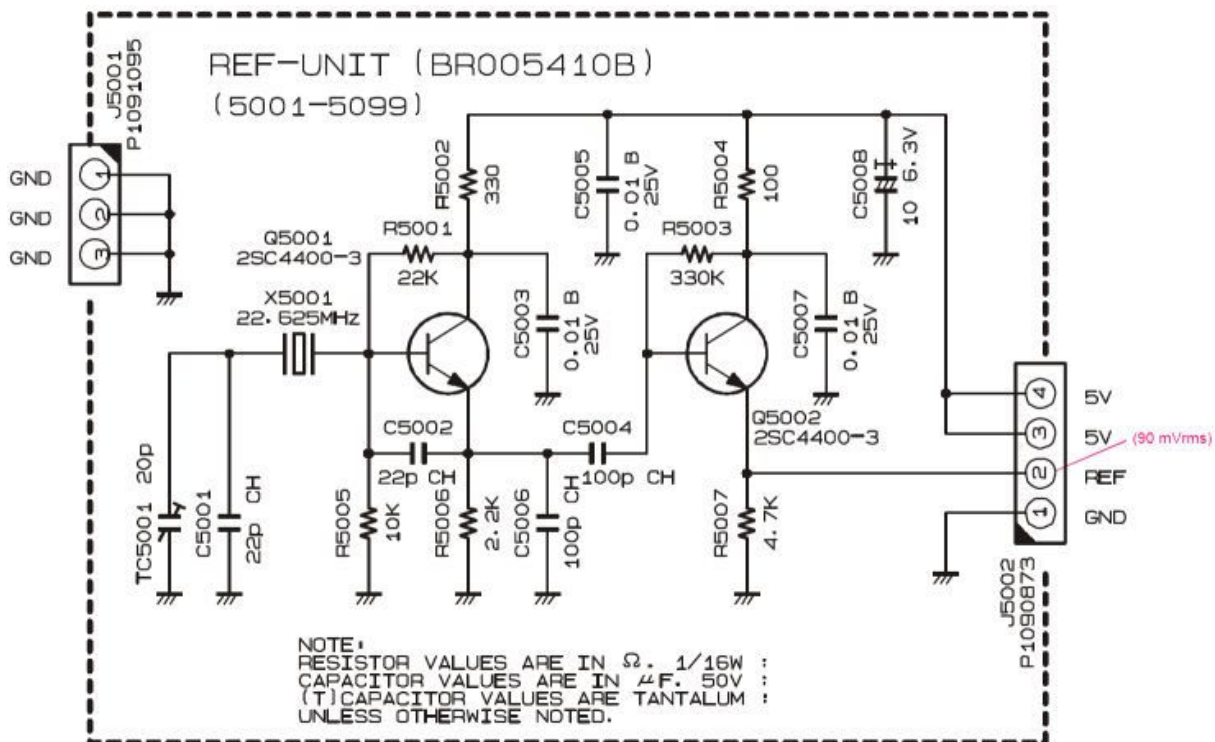 REF-UNIT (BR005410B)
(5001-5099)
J5001
P1091095
GND
GND
GND
1
2
3
R5002
330
C5005
0.01 B
25V
R5004
100
C5008
10 6.3V
Q5001
2SC4400-3
R5001
22K
R5003
330K
X5001
22.625MHz
C5003
0.01 B
25V
C5007
0.01 B
25V
TC5001 20p
C5001
22p CH
C5002
22p CH
C5004
100p CH
Q5002
2SC4400-3
R5005
10K
R5006
2.2K
C5006
100p CH
R5007
4.7K
4
3
2
1
5V
5V
REF
GND
(90 mVrms)
J5002
P1090873
NOTE:
RESISTOR VALUES ARE IN Ω. 1/16W :
CAPACITOR VALUES ARE IN μF. 50V :
(T)CAPACITOR VALUES ARE TANTALUM :
UNLESS OTHERWISE NOTED.